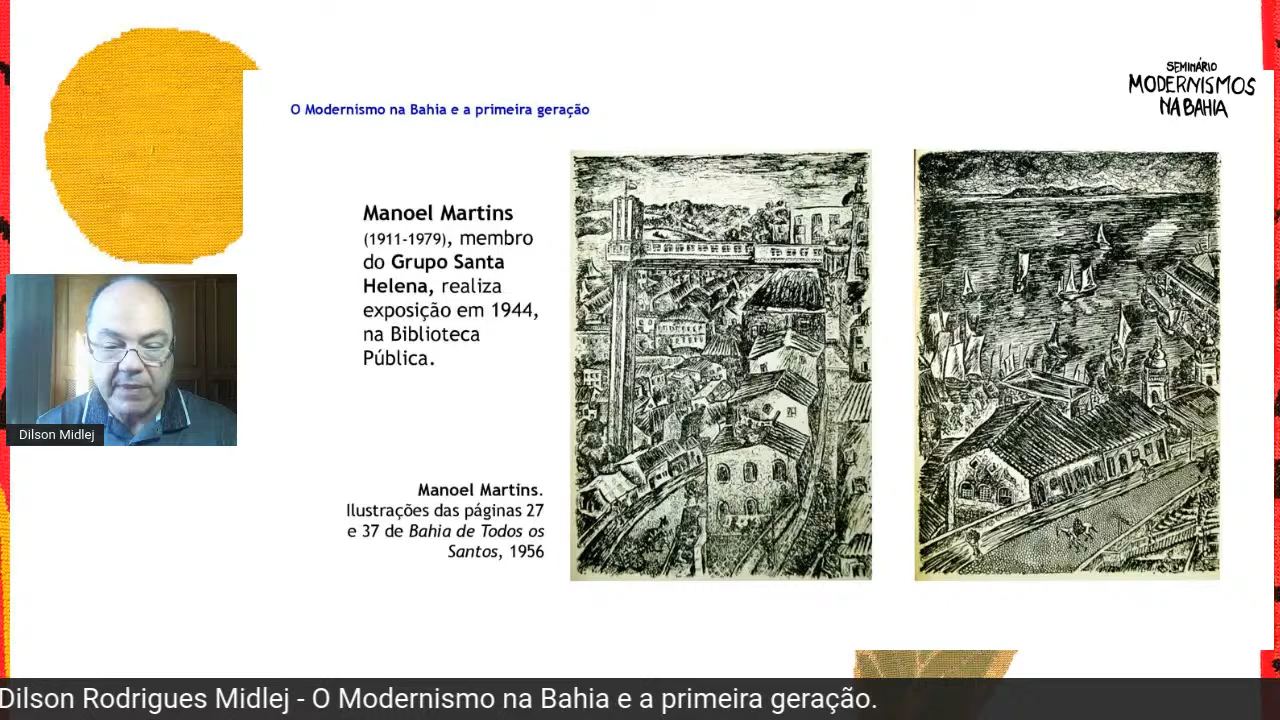 SEMINÁRIO
MODERNISMOS
NA BAHIA
O Modernismo na Bahia e a primeira geração
Manoel Martins
(1911-1979), membro
do Grupo Santa
Helena, realiza
exposição em 1944,
na Biblioteca
Pública.
Dilson Midlej
Manoel Martins.
Ilustrações das páginas 27
e 37 de Bahia de Todos os
Santos, 1956
Dilson Rodrigues Midlej - O Modernismo na Bahia e a primeira geração.